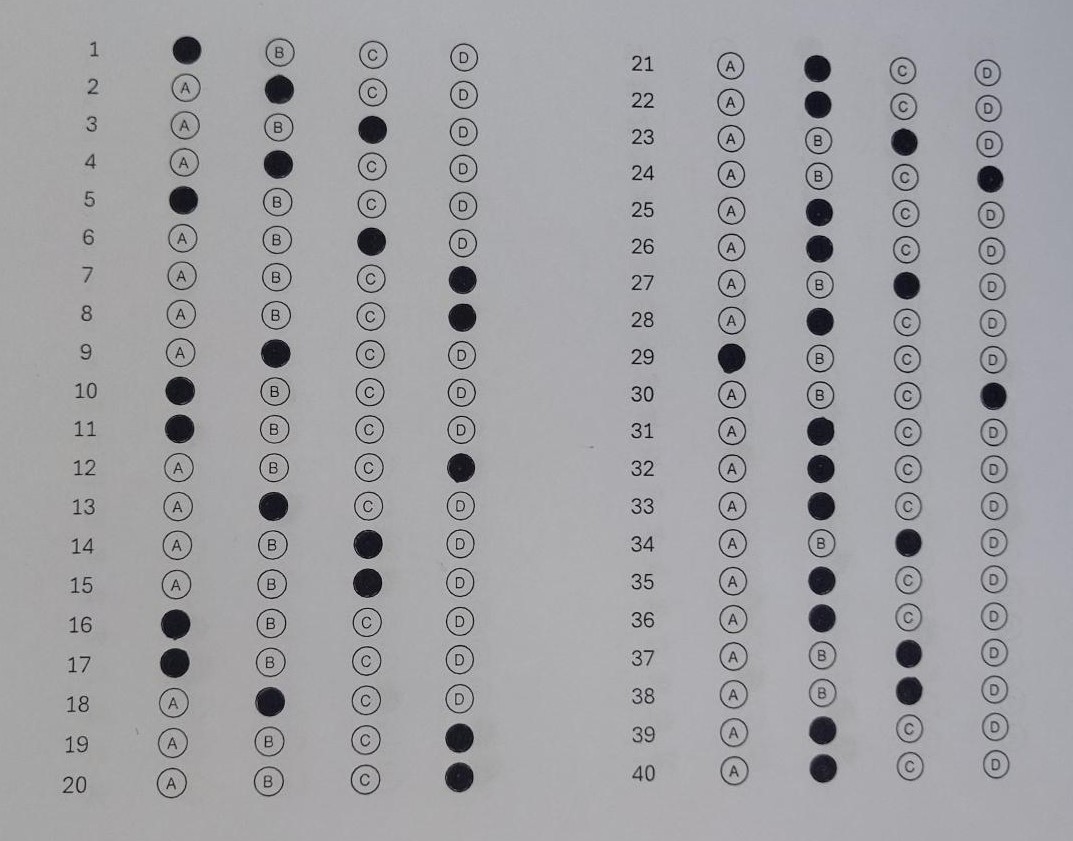 1 B C D
2 A C D
3 A B D
4 A C D
5 B C D
6 A B D
7 A B C
8 A B C
9 A C D
10 B C D
11 B C D
12 A B C
13 A C D
14 A B D
15 A B D
16 B C D
17 B C D
18 A C D
19 A B C
20 A B C
21 A C D
22 A C D
23 A B D
24 A B C
25 A C D
26 A C D
27 A B D
28 A C D
29 B C D
30 A B C
31 A C D
32 A C D
33 A C D
34 A B D
35 A C D
36 A C D
37 A B D
38 A B D
39 A C D
40 A C D